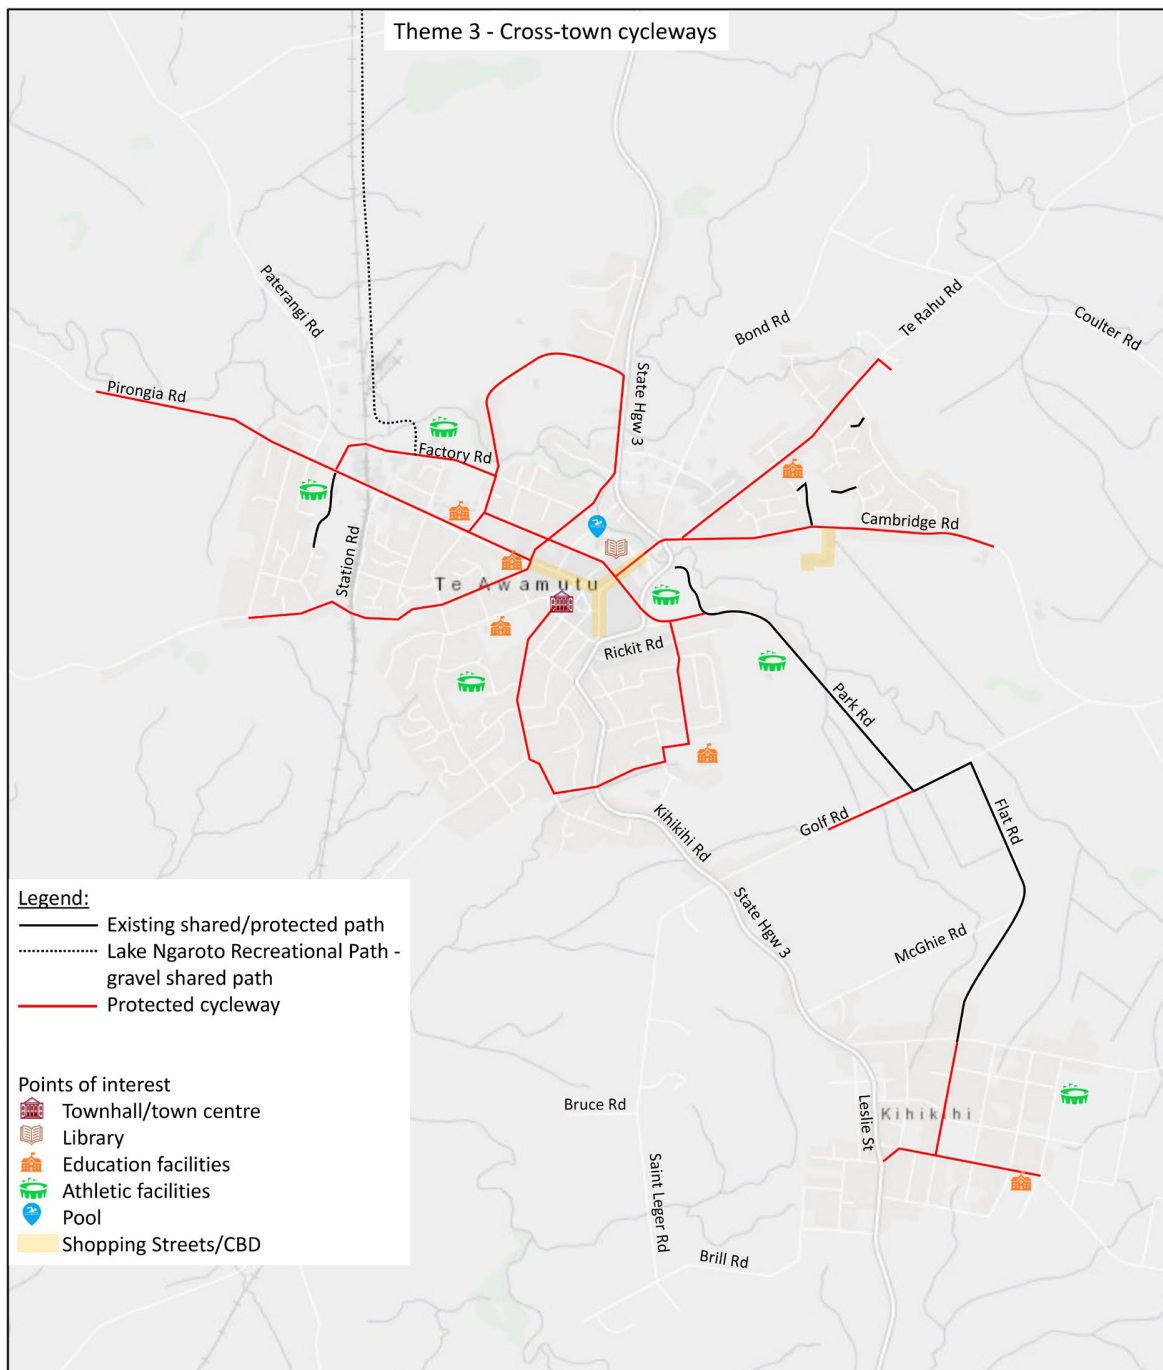 Theme 3 - Cross-town cycleways
Paterangi Rd
Te Rahu Rd
Bond Rd
Coulter Rd
Pirongia Rd
State Hgw 3
Factory Rd
Cambridge Rd
Station Rd
Te Awamutu
Rickit Rd
Park Rd
Golf Rd
Flat Rd
Kihikihi Rd
State Hgw 3
McGhie Rd
Legend:
Existing shared/protected path
Lake Ngaroto Recreational Path -
gravel shared path
Protected cycleway
Points of interest
Townhall/town centre
Library
Education facilities
Athletic facilities
Pool
Shopping Streets/CBD
Bruce Rd
Leslie St
Kihikihi
Saint Leger Rd
Brill Rd